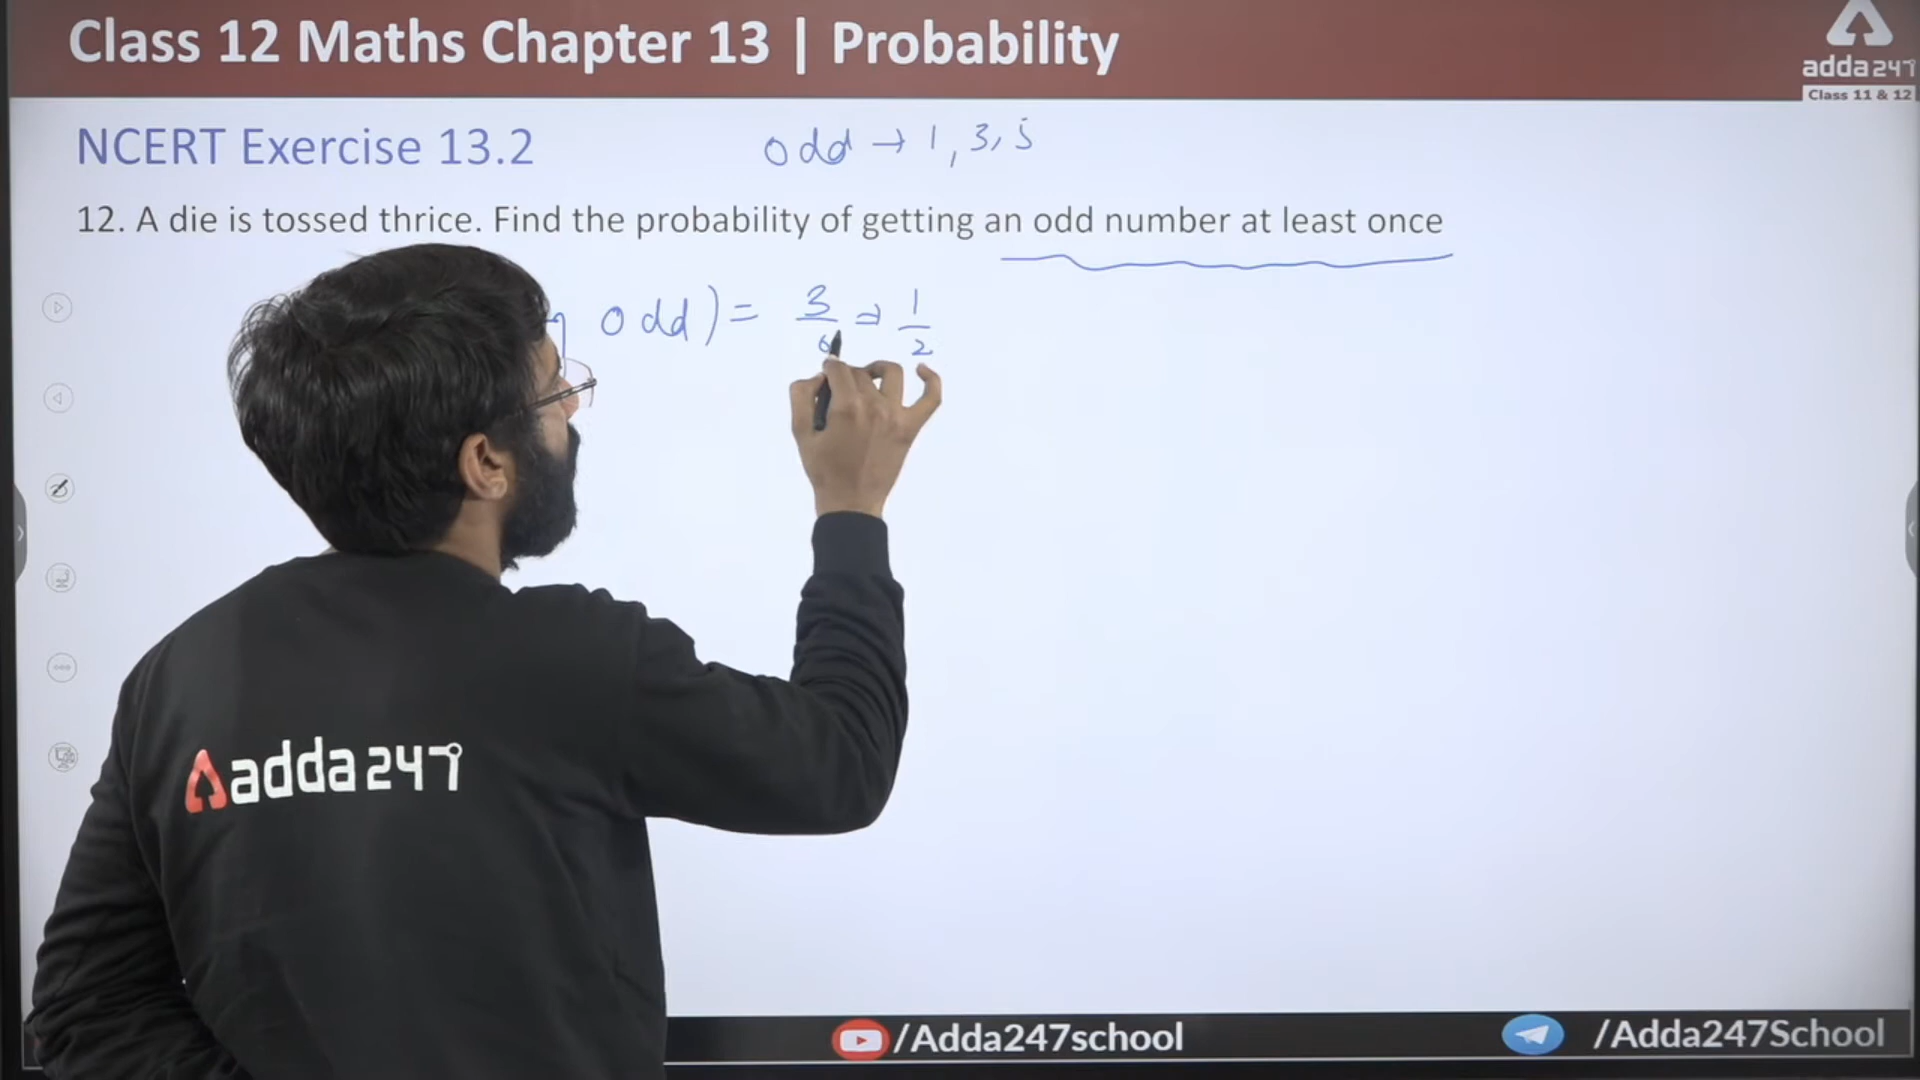 Class 12 Maths Chapter 13 | Probability
adda247
Class 11 & 12
NCERT Exercise 13.2
odd → 1, 3, 5
12. A die is tossed thrice. Find the probability of getting an odd number at least once
odd) = 3/6 ⇒ 1/2
adda247
/Adda247school
/Adda247School